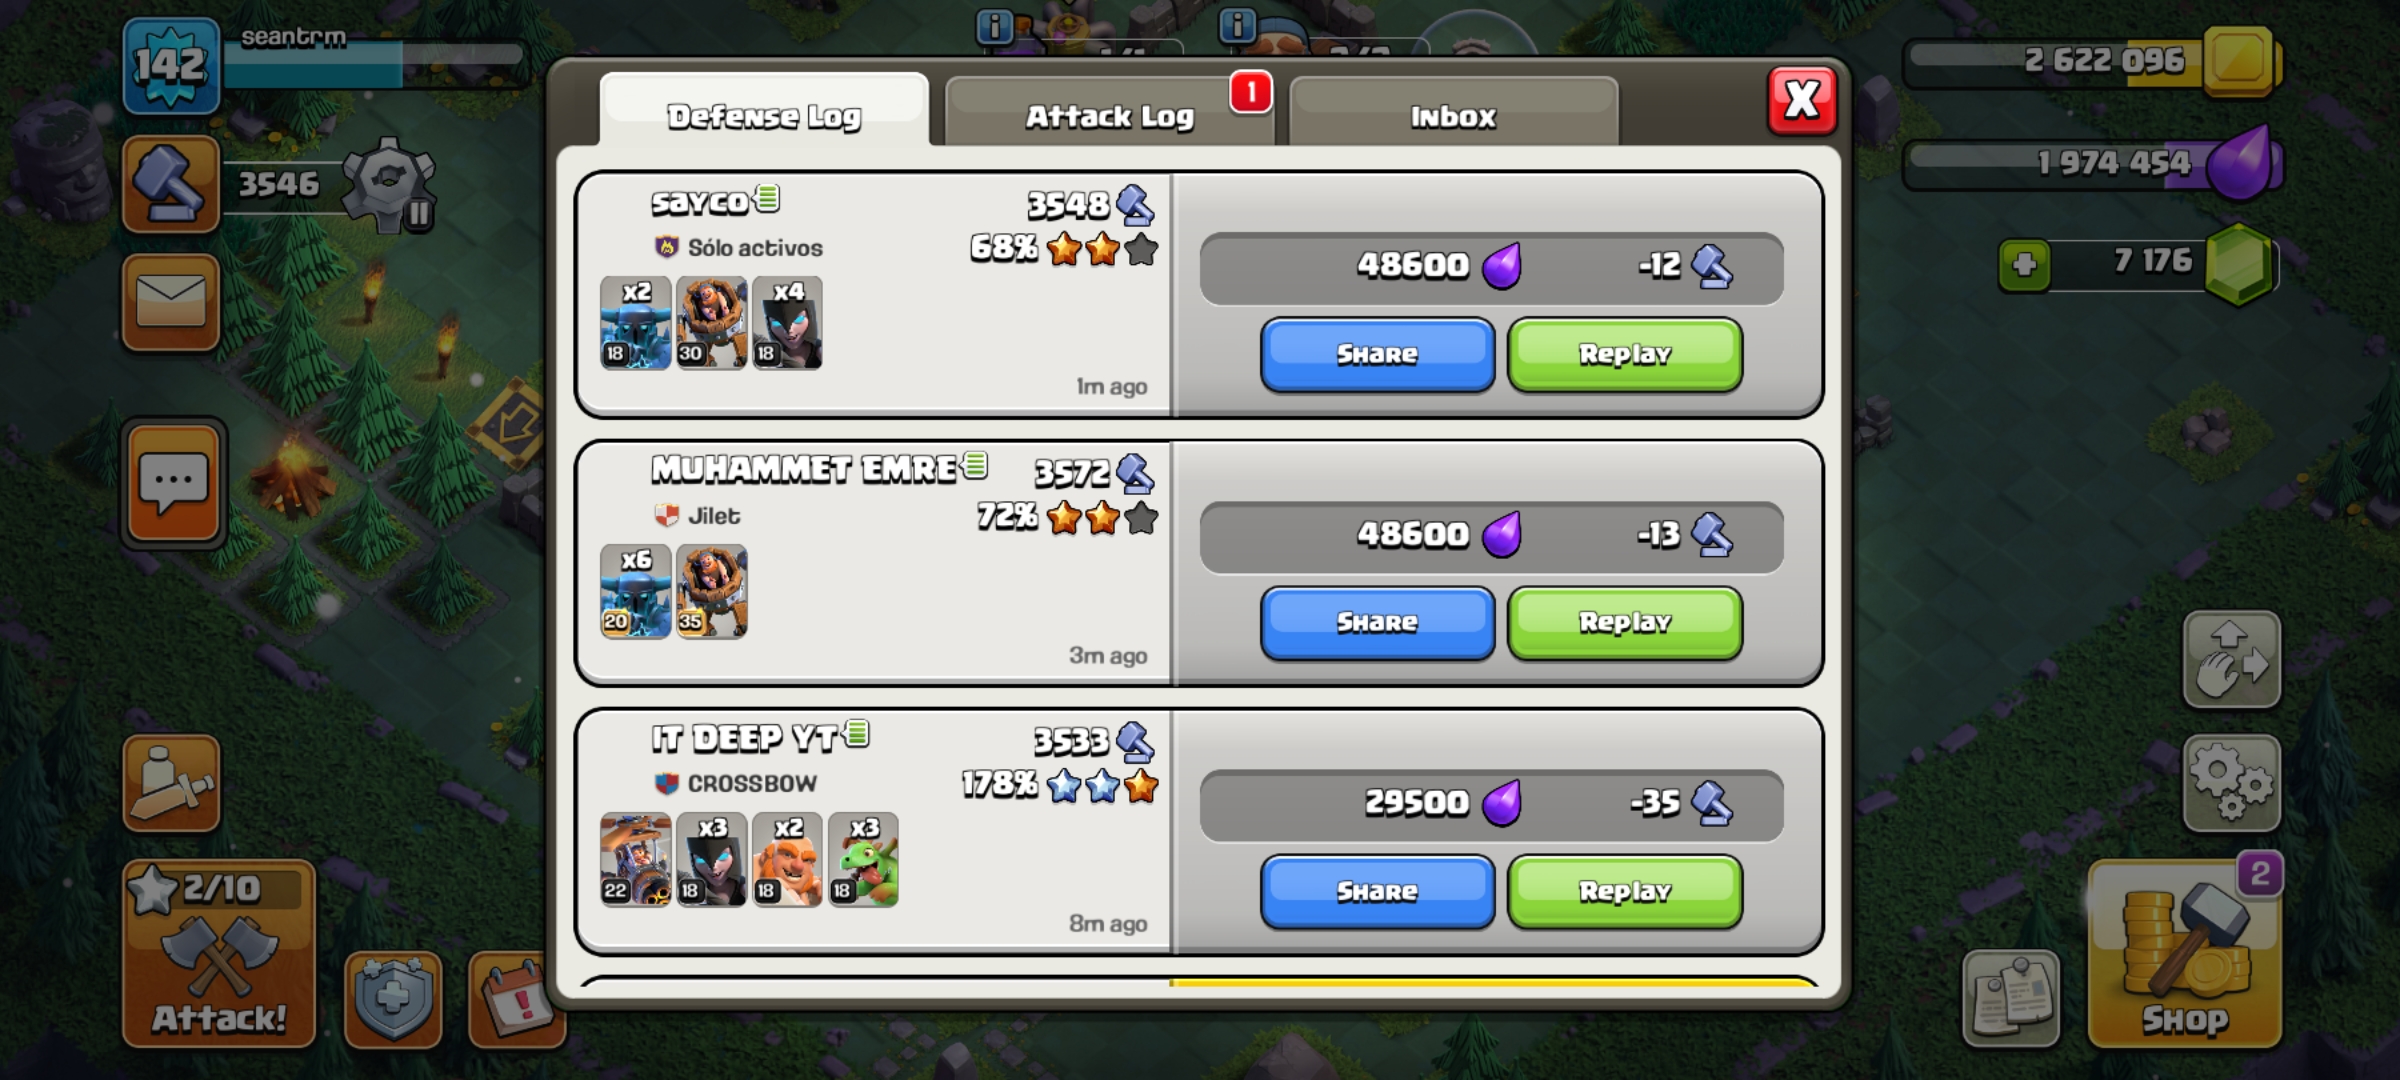 142
seantrm
3546
2 622 096
1 974 454
7 176
Defense Log
Attack Log
1
Inbox
X
sayco
3548
Sólo activos
68%
x2
x4
18
30
18
1m ago
48600
-12
Share
Replay
MUHAMMET EMRE
3572
Jilet
72%
x6
20
35
3m ago
48600
-13
Share
Replay
IT DEEP YT
3533
CROSSBOW
178%
x3
x2
x3
22
18
18
18
8m ago
29500
-35
Share
Replay
2/10
Attack!
2
Shop